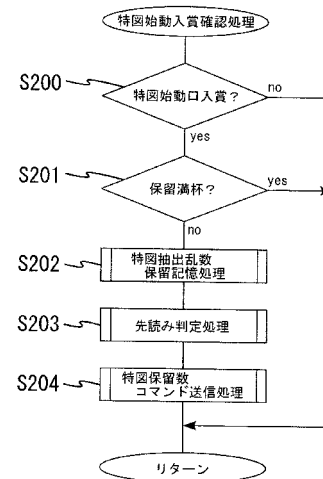 特図始動入賞確認処理
S200
特図始動口入賞?
no
yes
S201
保留満杯?
yes
no
S202
特図抽出乱数
保留記憶処理
S203
先読み判定処理
S204
特図保留数
コマンド送信処理
リターン